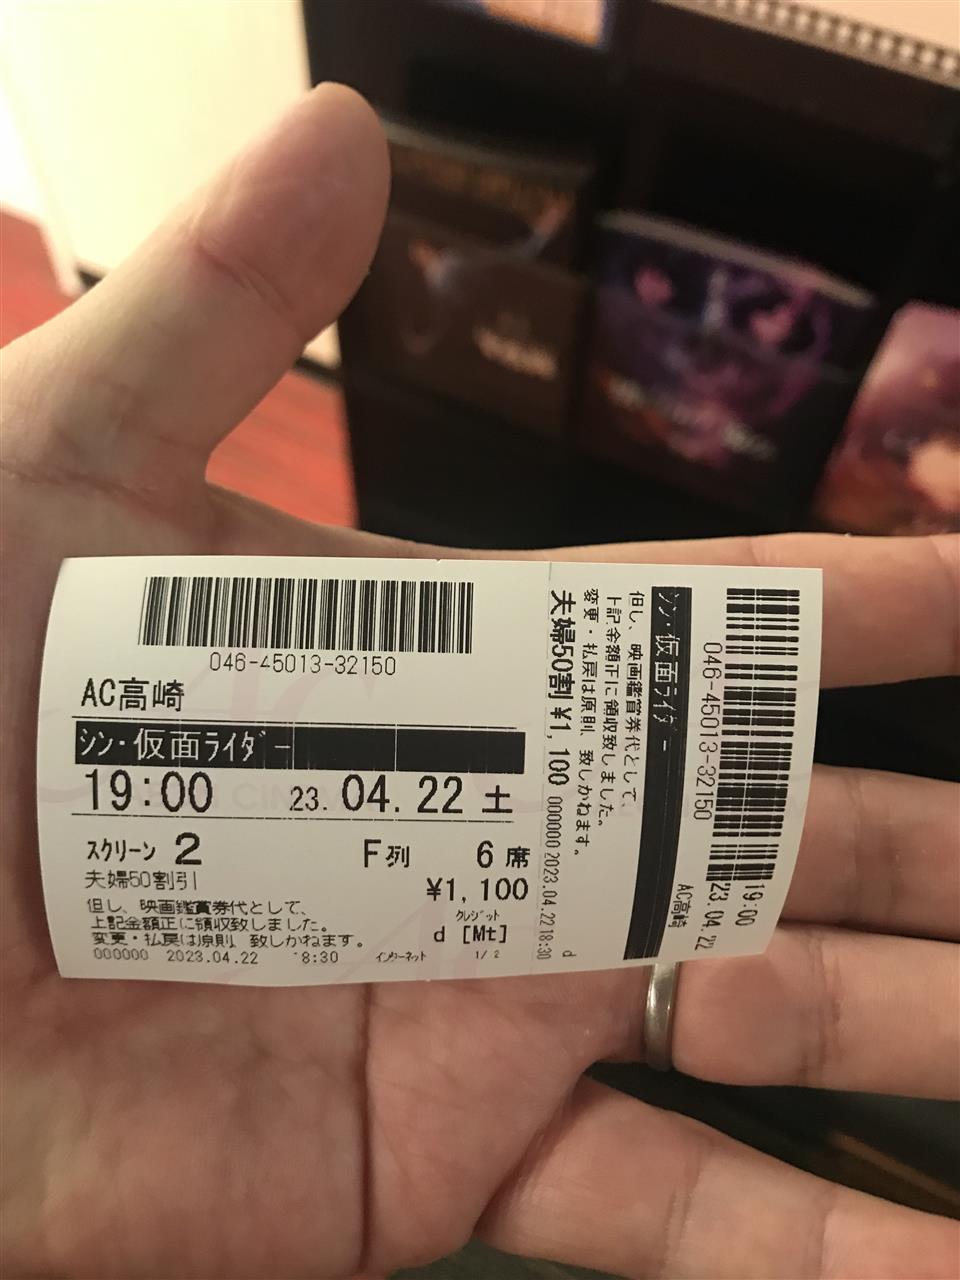 046-45013-32150
AC高崎
シン・仮面ライダー
19:00 23. 04. 22 土
スクリーン 2 F列 6 席
夫婦50割引 ¥1,100
但し、映画鑑賞券代として、 クレジット
上記金額正に領収致しました。 d [Mt]
変更・払戻は原則、致しかねます。
000000 2023.04.22 18:30 インターネット 1/2
046-45013-32150
19:00
23.04.22
AC高崎
シン・仮面ライダー
但し、映画鑑賞券代として、
上記金額正に領収致しました。
変更・払戻は原則、致しかねます。
夫婦50割 ¥1,100 000000 2023.04.22 18:30 d